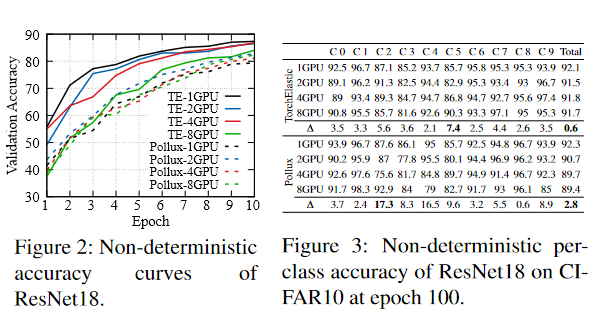 90
80
70
60
50
40
30
Validation Accuracy
TE-1GPU
TE-2GPU
TE-4GPU
TE-8GPU
Pollux-1GPU
Pollux-2GPU
Pollux-4GPU
Pollux-8GPU
1 2 3 4 5 6 7 8 9 10
Epoch
Figure 2: Non-deterministic
accuracy curves of
ResNet18.
C 0 C 1 C 2 C 3 C 4 C 5 C 6 C 7 C 8 C 9 Total
TorchElastic
1GPU 92.5 96.7 87.1 85.2 93.7 85.7 95.8 95.3 95.3 93.9 92.1
2GPU 89.1 96.2 91.3 82.5 94.4 82.9 95.3 93.4 93 96.7 91.5
4GPU 89 93.4 89.3 84.7 94.7 86.8 94.7 92.7 95.6 97.4 91.8
8GPU 90.8 95.5 85.7 81.6 92.6 90.3 93.3 97.1 95 95.3 91.7
Δ 3.5 3.3 5.6 3.6 2.1 7.4 2.5 4.4 2.6 3.5 0.6
Pollux
1GPU 93.9 96.7 87.6 86.1 95 85.7 92.5 94.8 96.7 93.9 92.3
2GPU 90.2 95.9 87 77.8 95.5 80.1 94.4 96.9 96.2 93.2 90.7
4GPU 92.6 97.6 75.6 81.7 84.8 89.7 94.9 91.4 96.7 92.3 89.7
8GPU 91.7 98.3 92.9 84 79 82.7 91.7 93 96.1 85 89.4
Δ 3.7 2.4 17.3 8.3 16.5 9.6 3.2 5.5 0.6 8.9 2.8
Figure 3: Non-deterministic per-
class accuracy of ResNet18 on CI-
FAR10 at epoch 100.